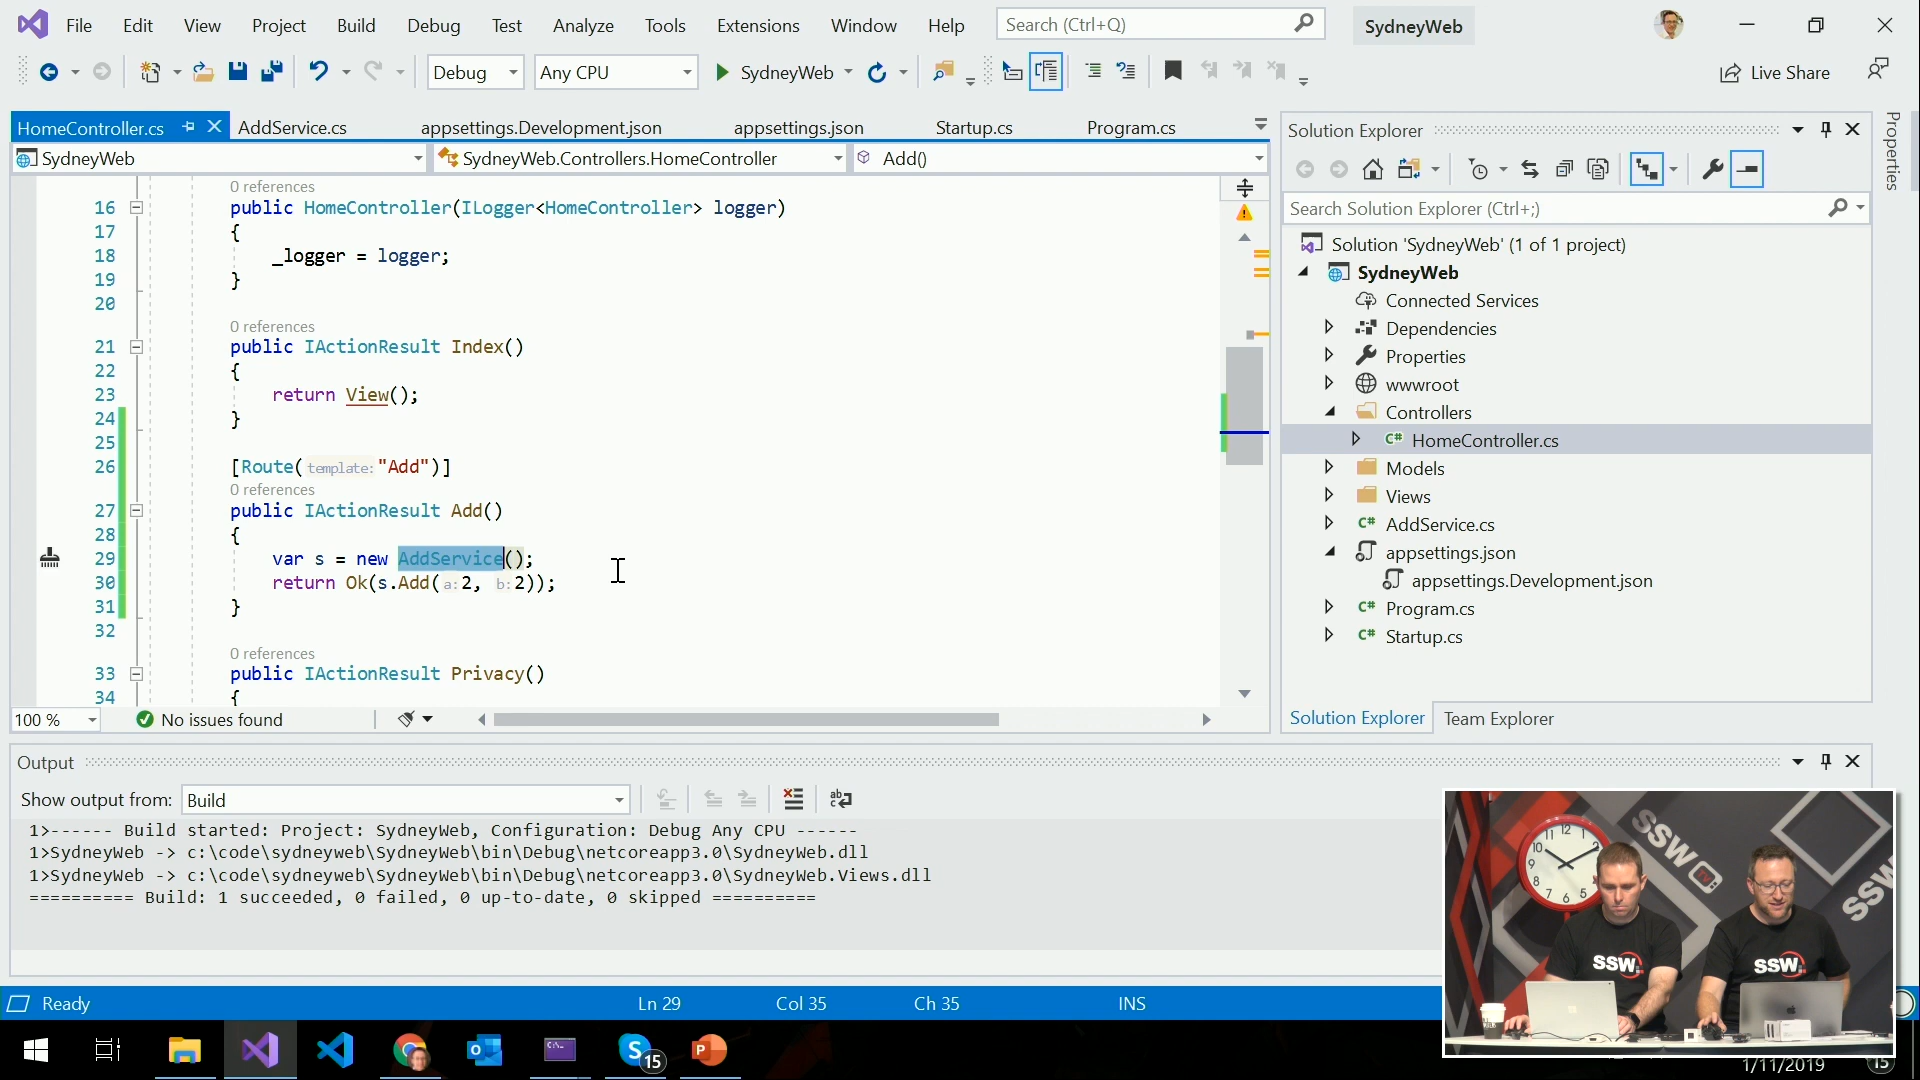 File Edit View Project Build Debug Test Analyze Tools Extensions Window Help Search (Ctrl+Q) SydneyWeb
Debug Any CPU SydneyWeb Live Share
HomeController.cs AddService.cs appsettings.Development.json appsettings.json Startup.cs Program.cs
SydneyWeb SydneyWeb.Controllers.HomeController Add()
0 references
16 public HomeController(ILogger<HomeController> logger)
17 {
18 _logger = logger;
19 }
20
0 references
21 public IActionResult Index()
22 {
23 return View();
24 }
25
26 [Route(template:"Add")]
0 references
27 public IActionResult Add()
28 {
29 var s = new AddService();
30 return Ok(s.Add(a:2, b:2));
31 }
32
0 references
33 public IActionResult Privacy()
34 {
100 % No issues found
Solution Explorer
Properties
Search Solution Explorer (Ctrl+;)
Solution 'SydneyWeb' (1 of 1 project)
SydneyWeb
Connected Services
Dependencies
Properties
wwwroot
Controllers
C# HomeController.cs
Models
Views
C# AddService.cs
appsettings.json
appsettings.Development.json
C# Program.cs
C# Startup.cs
Solution Explorer Team Explorer
Output
Show output from: Build
1>------ Build started: Project: SydneyWeb, Configuration: Debug Any CPU ------
1>SydneyWeb -> c:\code\sydneyweb\SydneyWeb\bin\Debug\netcoreapp3.0\SydneyWeb.dll
1>SydneyWeb -> c:\code\sydneyweb\SydneyWeb\bin\Debug\netcoreapp3.0\SydneyWeb.Views.dll
========== Build: 1 succeeded, 0 failed, 0 up-to-date, 0 skipped ==========
SSW TV
SSW
SSW
SSW
Ready Ln 29 Col 35 Ch 35 INS
15
1/11/2019
15